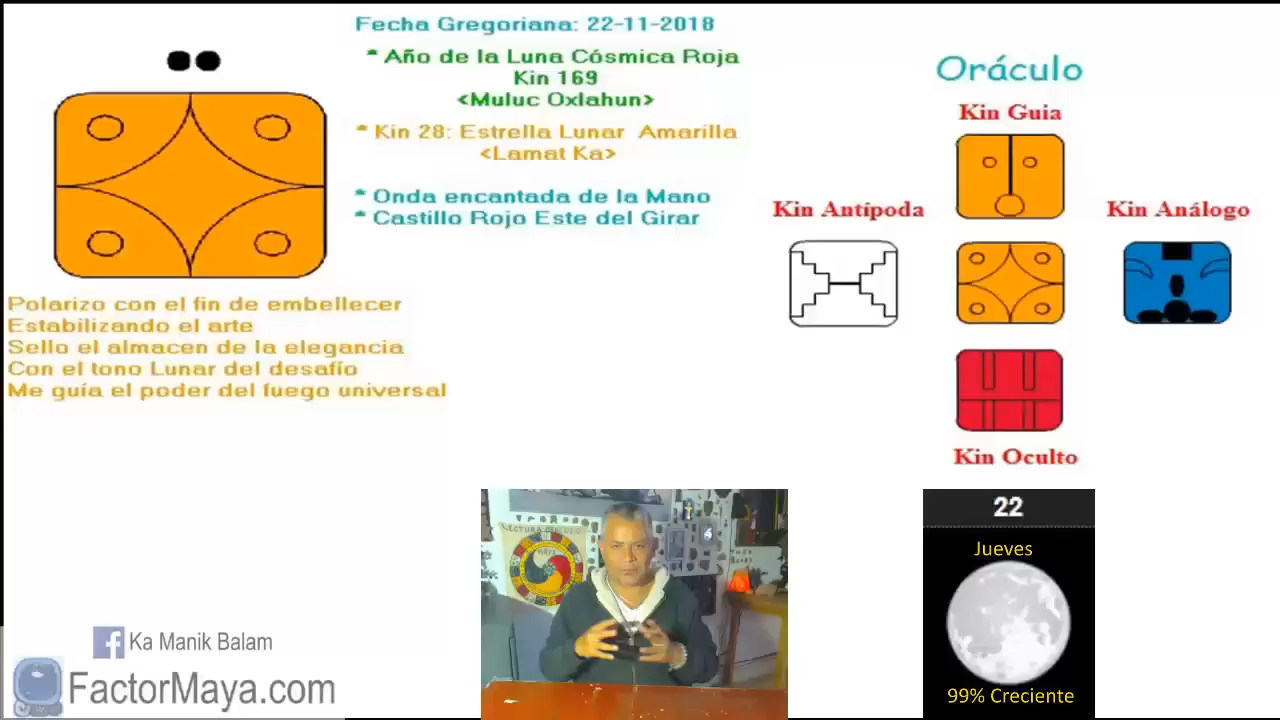 Fecha Gregoriana: 22-11-2018
* Año de la Luna Cósmica Roja
Kin 169
<Muluc Oxlahun>
* Kin 28: Estrella Lunar Amarilla
<Lamat Ka>
* Onda encantada de la Mano
* Castillo Rojo Este del Girar
Polarizo con el fin de embellecer
Estabilizando el arte
Sello el almacen de la elegancia
Con el tono Lunar del desafío
Me guía el poder del fuego universal
Oráculo
Kin Guia
Kin Antípoda
Kin Análogo
Kin Oculto
LECTURA
MAYA
22
Jueves
99% Creciente
Ka Manik Balam
FactorMaya.com